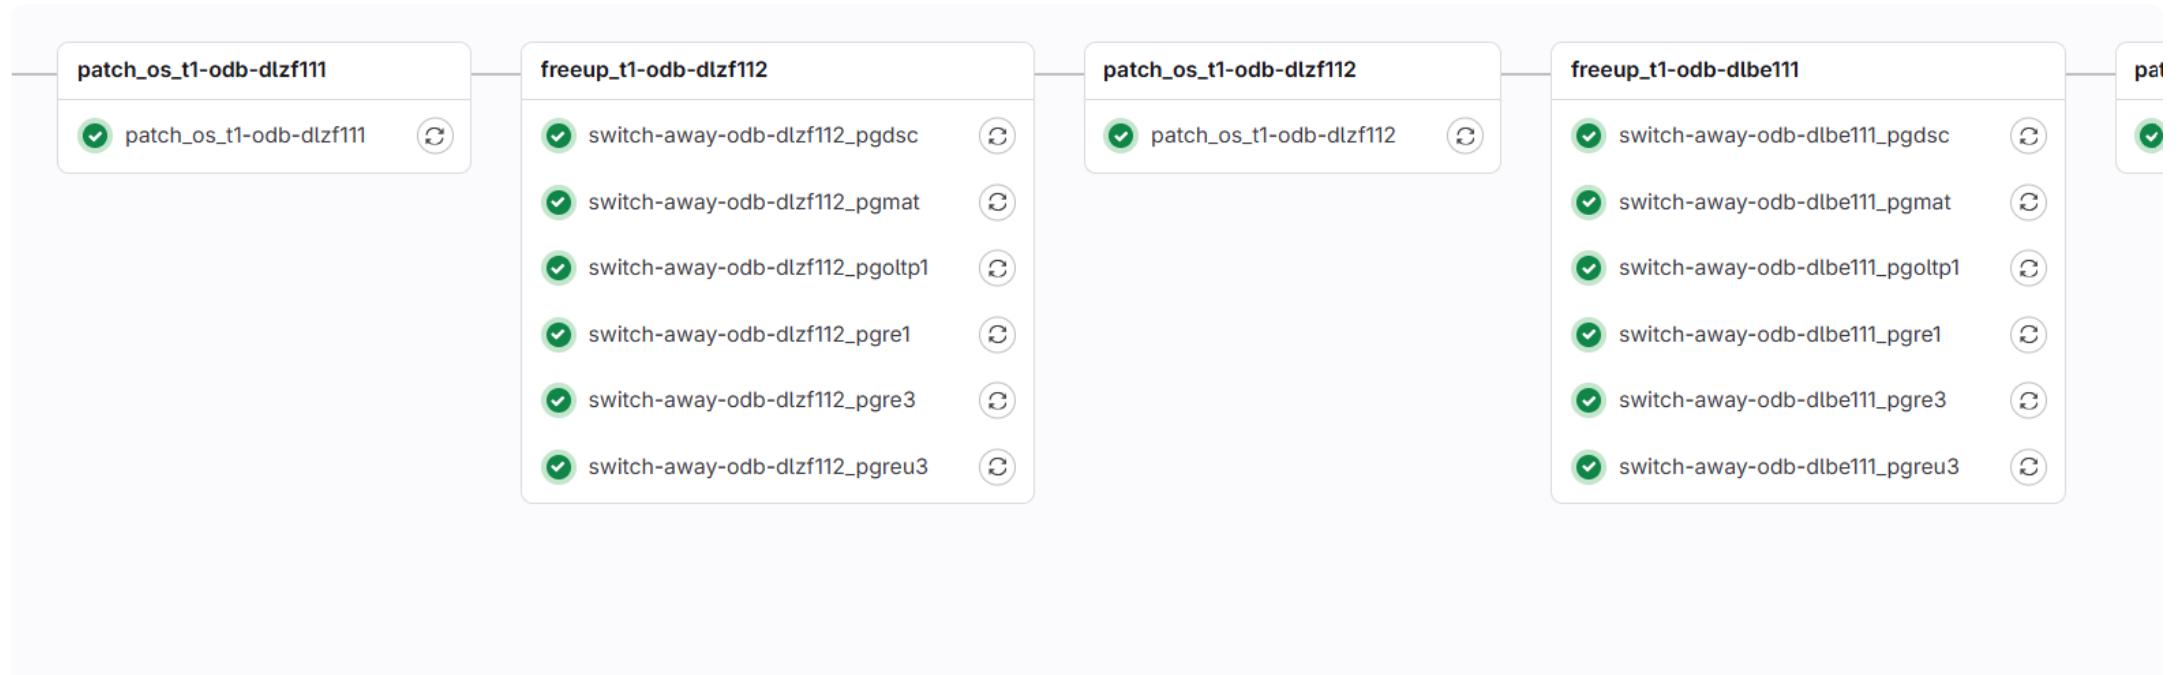 patch_os_t1-odb-dlzf111
patch_os_t1-odb-dlzf111
freeup_t1-odb-dlzf112
switch-away-odb-dlzf112_pgdsc
switch-away-odb-dlzf112_pgmat
switch-away-odb-dlzf112_pgoltp1
switch-away-odb-dlzf112_pgre1
switch-away-odb-dlzf112_pgre3
switch-away-odb-dlzf112_pgreu3
patch_os_t1-odb-dlzf112
patch_os_t1-odb-dlzf112
freeup_t1-odb-dlbe111
switch-away-odb-dlbe111_pgdsc
switch-away-odb-dlbe111_pgmat
switch-away-odb-dlbe111_pgoltp1
switch-away-odb-dlbe111_pgre1
switch-away-odb-dlbe111_pgre3
switch-away-odb-dlbe111_pgreu3
pat